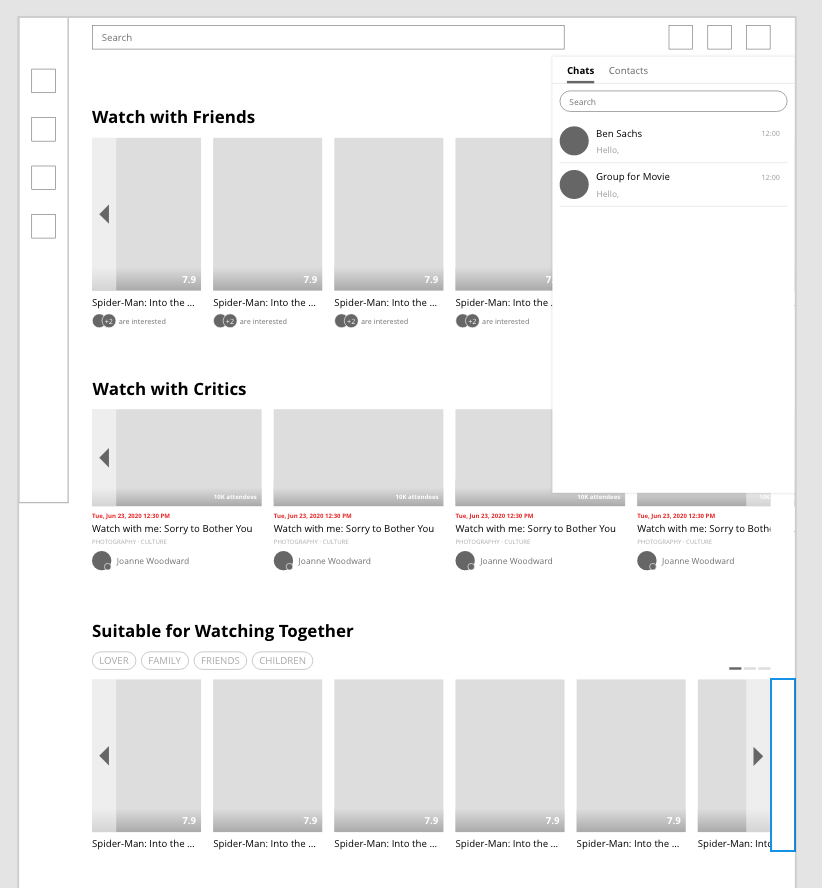 Search
Chats Contacts
Search
Ben Sachs 12:00
Hello,
Group for Movie 12:00
Hello,
Watch with Friends
7.9 7.9 7.9 7.
Spider-Man: Into the ... Spider-Man: Into the ... Spider-Man: Into the ... Spider-Man: Into the .
+2 are interested +2 are interested +2 are interested +2 are interested
Watch with Critics
10K attendees 10K attendees 10K attendees 10K
Tue, Jun 23, 2020 12:30 PM Tue, Jun 23, 2020 12:30 PM Tue, Jun 23, 2020 12:30 PM Tue, Jun 23, 2020 12:30 PM
Watch with me: Sorry to Bother You Watch with me: Sorry to Bother You Watch with me: Sorry to Bother You Watch with me: Sorry to Both
PHOTOGRAPHY · CULTURE PHOTOGRAPHY · CULTURE PHOTOGRAPHY · CULTURE PHOTOGRAPHY · CULTURE
Joanne Woodward Joanne Woodward Joanne Woodward Joanne Woodward
Suitable for Watching Together
LOVER FAMILY FRIENDS CHILDREN
7.9 7.9 7.9 7.9 7.9
Spider-Man: Into the ... Spider-Man: Into the ... Spider-Man: Into the ... Spider-Man: Into the ... Spider-Man: Into the ... Spider-Man: Into